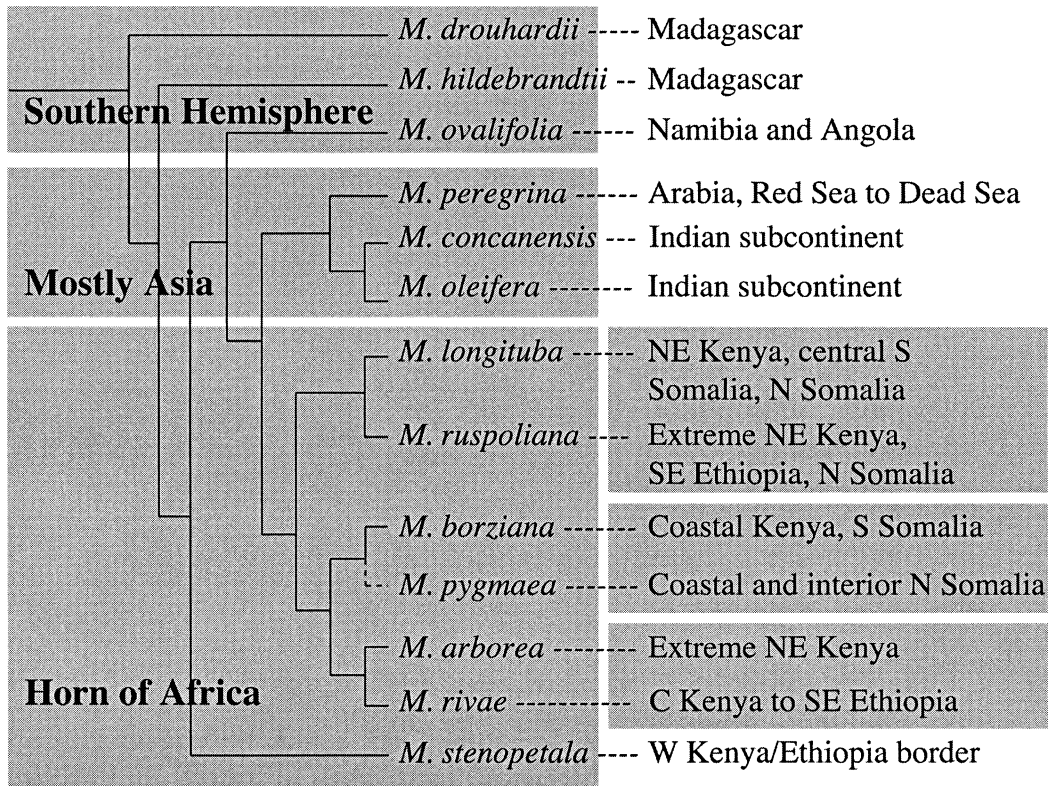 M. drouhardii ----- Madagascar
M. hildebrandtii -- Madagascar
Southern Hemisphere
M. ovalifolia ------ Namibia and Angola
M. peregrina ------ Arabia, Red Sea to Dead Sea
M. concanensis --- Indian subcontinent
Mostly Asia
M. oleifera -------- Indian subcontinent
M. longituba ------ NE Kenya, central S
Somalia, N Somalia
M. ruspoliana ---- Extreme NE Kenya,
SE Ethiopia, N Somalia
M. borziana ------- Coastal Kenya, S Somalia
M. pygmaea ------- Coastal and interior N Somalia
M. arborea -------- Extreme NE Kenya
Horn of Africa
M. rivae ----------- C Kenya to SE Ethiopia
M. stenopetala ---- W Kenya/Ethiopia border